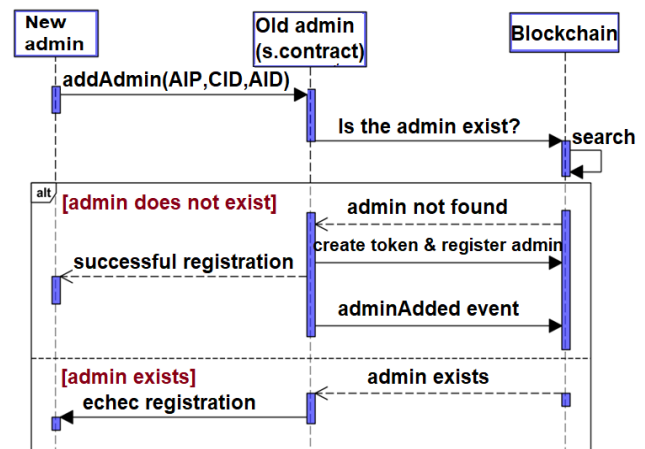 New
admin
Old admin
(s.contract)
Blockchain
addAdmin(AIP,CID,AID)
Is the admin exist?
search
alt
[admin does not exist]
admin not found
create token & register admin
successful registration
adminAdded event
[admin exists]
admin exists
echec registration